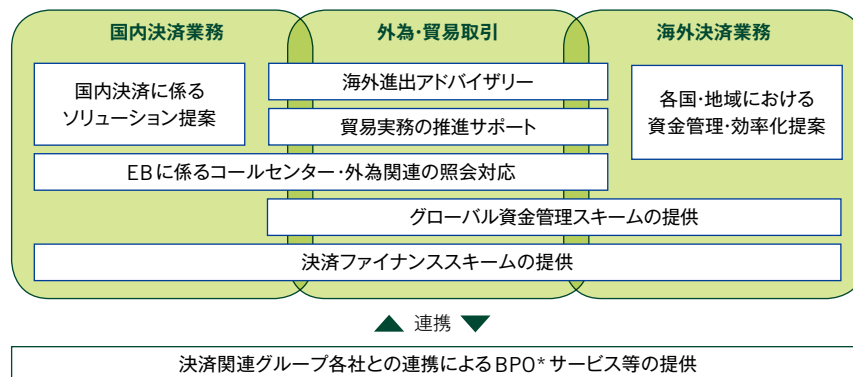 国内決済業務
外為・貿易取引
海外決済業務
国内決済に係る
ソリューション提案
海外進出アドバイザリー
貿易実務の推進サポート
各国・地域における
資金管理・効率化提案
EBに係るコールセンター・外為関連の照会対応
グローバル資金管理スキームの提供
決済ファイナンススキームの提供
▲ 連携 ▼
決済関連グループ各社との連携によるBPO*サービス等の提供